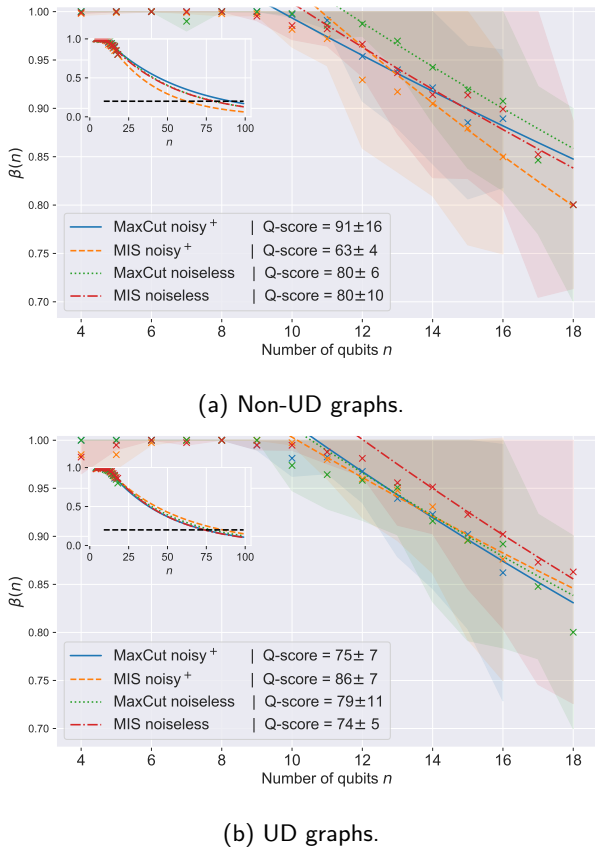 1.00
0.95
0.90
0.85
0.80
0.75
0.70
β(n)
1.0
0.5
0.0
0 25 50 75 100
n
MaxCut noisy⁺ | Q-score = 91±16
MIS noisy⁺ | Q-score = 63± 4
MaxCut noiseless | Q-score = 80± 6
MIS noiseless | Q-score = 80±10
4 6 8 10 12 14 16 18
Number of qubits n
(a) Non-UD graphs.
1.00
0.95
0.90
0.85
0.80
0.75
0.70
β(n)
1.0
0.5
0.0
0 25 50 75 100
n
MaxCut noisy⁺ | Q-score = 75± 7
MIS noisy⁺ | Q-score = 86± 7
MaxCut noiseless | Q-score = 79±11
MIS noiseless | Q-score = 74± 5
4 6 8 10 12 14 16 18
Number of qubits n
(b) UD graphs.